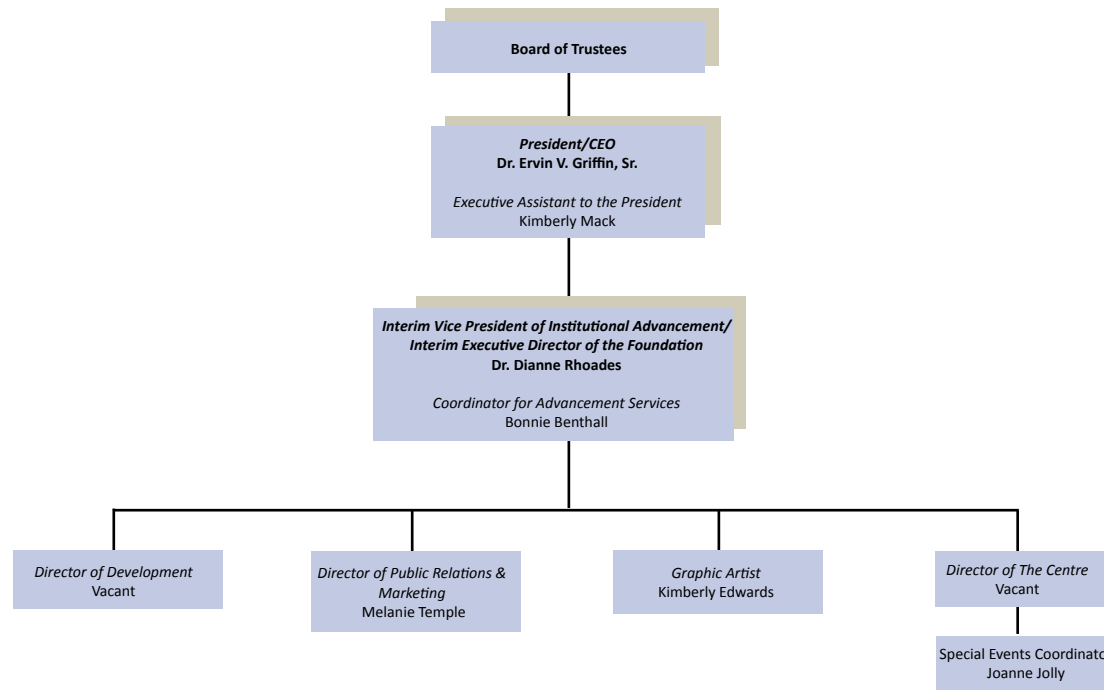 Board of Trustees
President/CEO
Dr. Ervin V. Griffin, Sr.
Executive Assistant to the President
Kimberly Mack
Interim Vice President of Institutional Advancement/
Interim Executive Director of the Foundation
Dr. Dianne Rhoades
Coordinator for Advancement Services
Bonnie Benthall
Director of Development
Vacant
Director of Public Relations &
Marketing
Melanie Temple
Graphic Artist
Kimberly Edwards
Director of The Centre
Vacant
Special Events Coordinato
Joanne Jolly